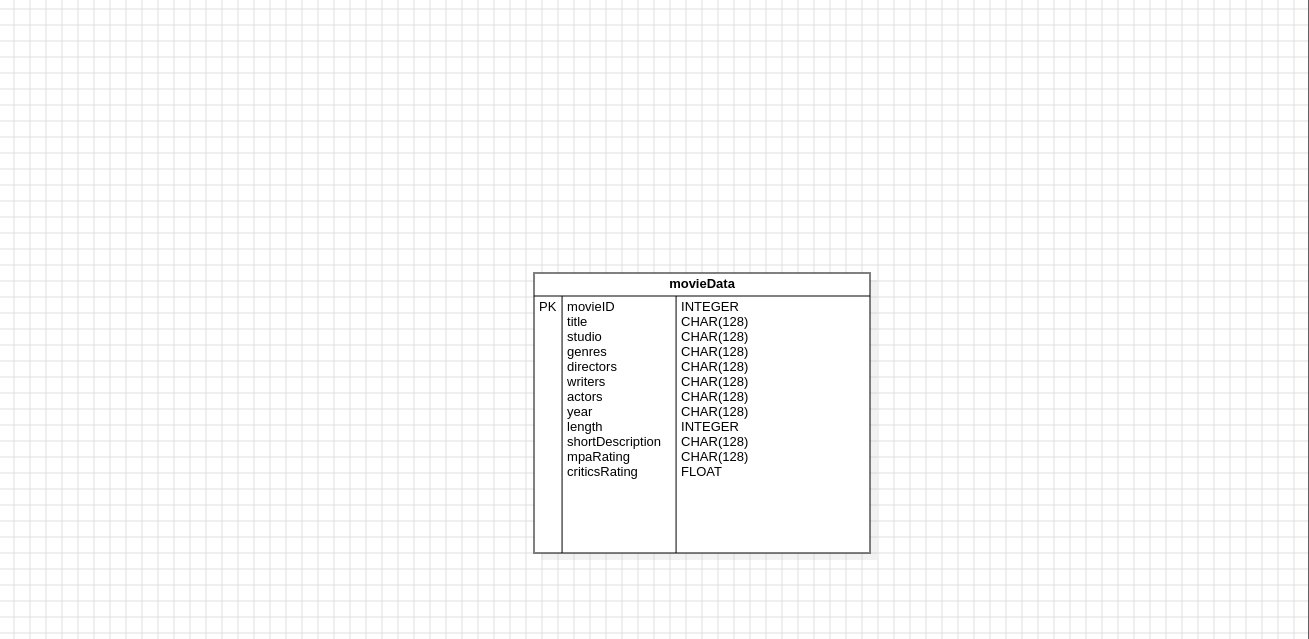 movieData
PK movieID INTEGER
title CHAR(128)
studio CHAR(128)
genres CHAR(128)
directors CHAR(128)
writers CHAR(128)
actors CHAR(128)
year CHAR(128)
length INTEGER
shortDescription CHAR(128)
mpaRating CHAR(128)
criticsRating FLOAT